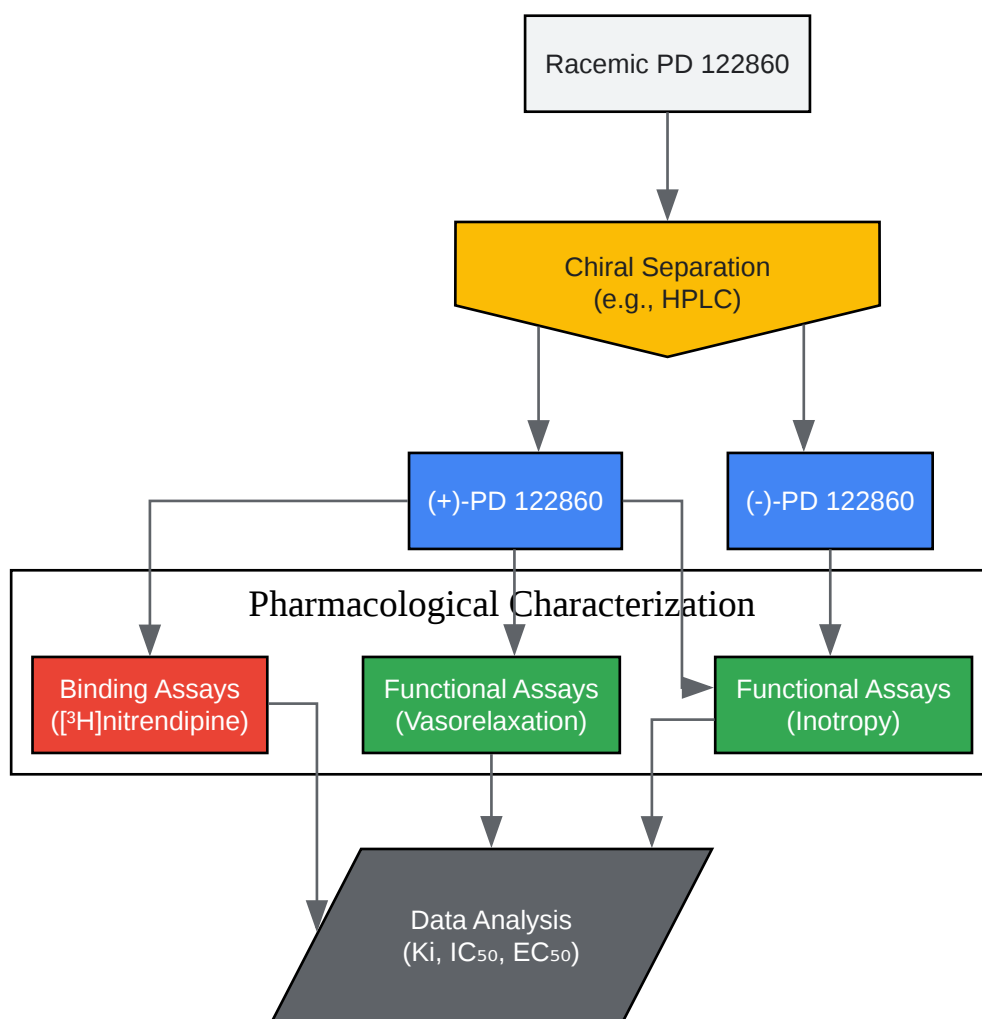 Racemic PD 122860
Chiral Separation
(e.g., HPLC)
(+)-PD 122860
(-)-PD 122860
Pharmacological Characterization
Binding Assays
([³H]nitrendipine)
Functional Assays
(Vasorelaxation)
Functional Assays
(Inotropy)
Data Analysis
(Ki, IC₅₀, EC₅₀)